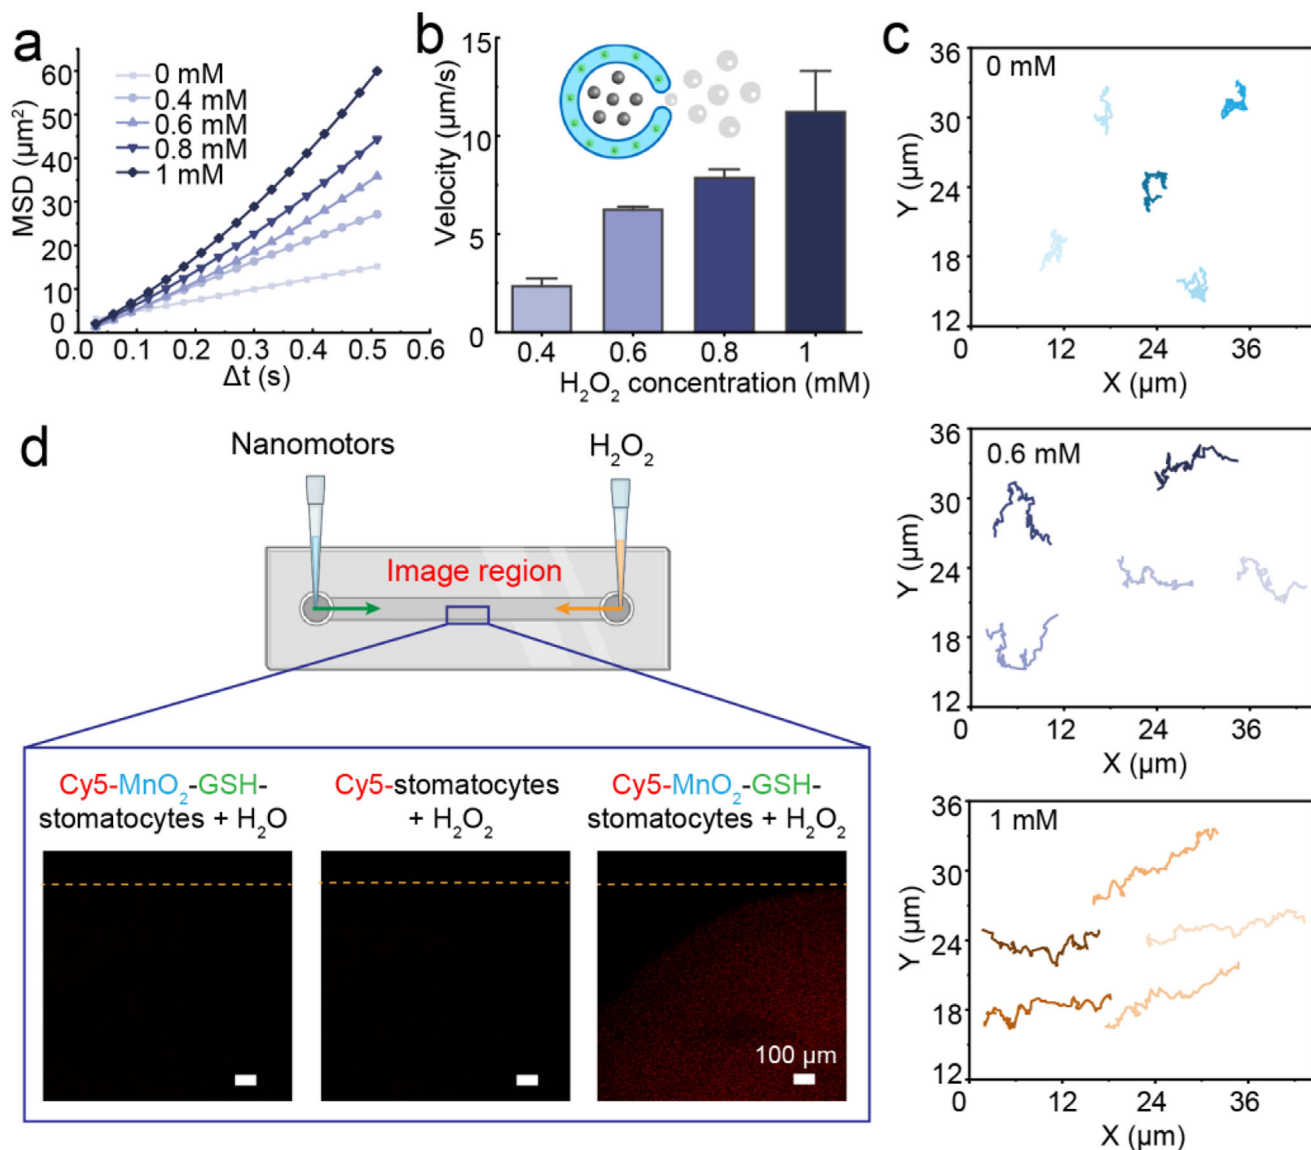 a
MSD (µm²)
60
50
40
30
20
10
0
0 mM
0.4 mM
0.6 mM
0.8 mM
1 mM
0.0 0.1 0.2 0.3 0.4 0.5 0.6
Δt (s)
b
Velocity (µm/s)
15
10
5
0
0.4 0.6 0.8 1
H₂O₂ concentration (mM)
c
0 mM
Y (µm)
36
30
24
18
12
0 12 24 36
X (µm)
0.6 mM
Y (µm)
36
30
24
18
12
0 12 24 36
X (µm)
1 mM
Y (µm)
36
30
24
18
12
0 12 24 36
X (µm)
d
Nanomotors
H₂O₂
Image region
Cy5-MnO₂-GSH-
stomatocytes + H₂O
Cy5-stomatocytes
+ H₂O₂
Cy5-MnO₂-GSH-
stomatocytes + H₂O₂
100 µm